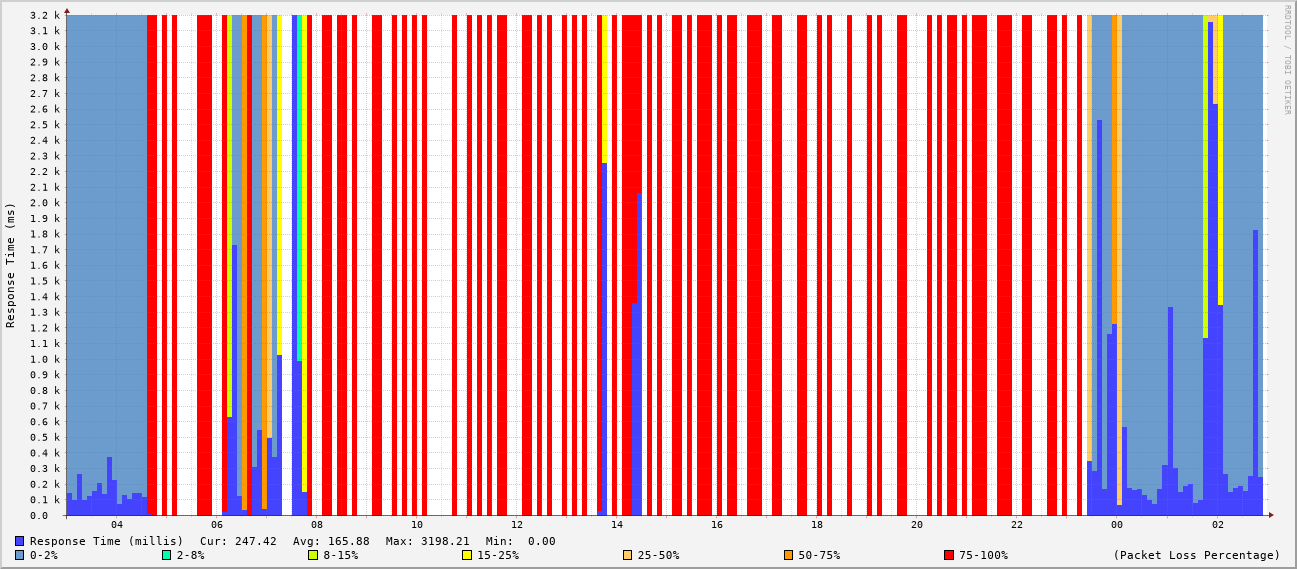 3.2 k
3.1 k
3.0 k
2.9 k
2.8 k
2.7 k
2.6 k
2.5 k
2.4 k
2.3 k
2.2 k
2.1 k
2.0 k
1.9 k
1.8 k
1.7 k
1.6 k
1.5 k
1.4 k
1.3 k
1.2 k
1.1 k
1.0 k
0.9 k
0.8 k
0.7 k
0.6 k
0.5 k
0.4 k
0.3 k
0.2 k
0.1 k
0.0
Response Time (ms)
RRDTOOL / TOBI OETIKER
04 06 08 10 12 14 16 18 20 22 00 02
Response Time (millis) Cur: 247.42 Avg: 165.88 Max: 3198.21 Min: 0.00
0-2% 2-8% 8-15% 15-25% 25-50% 50-75% 75-100% (Packet Loss Percentage)